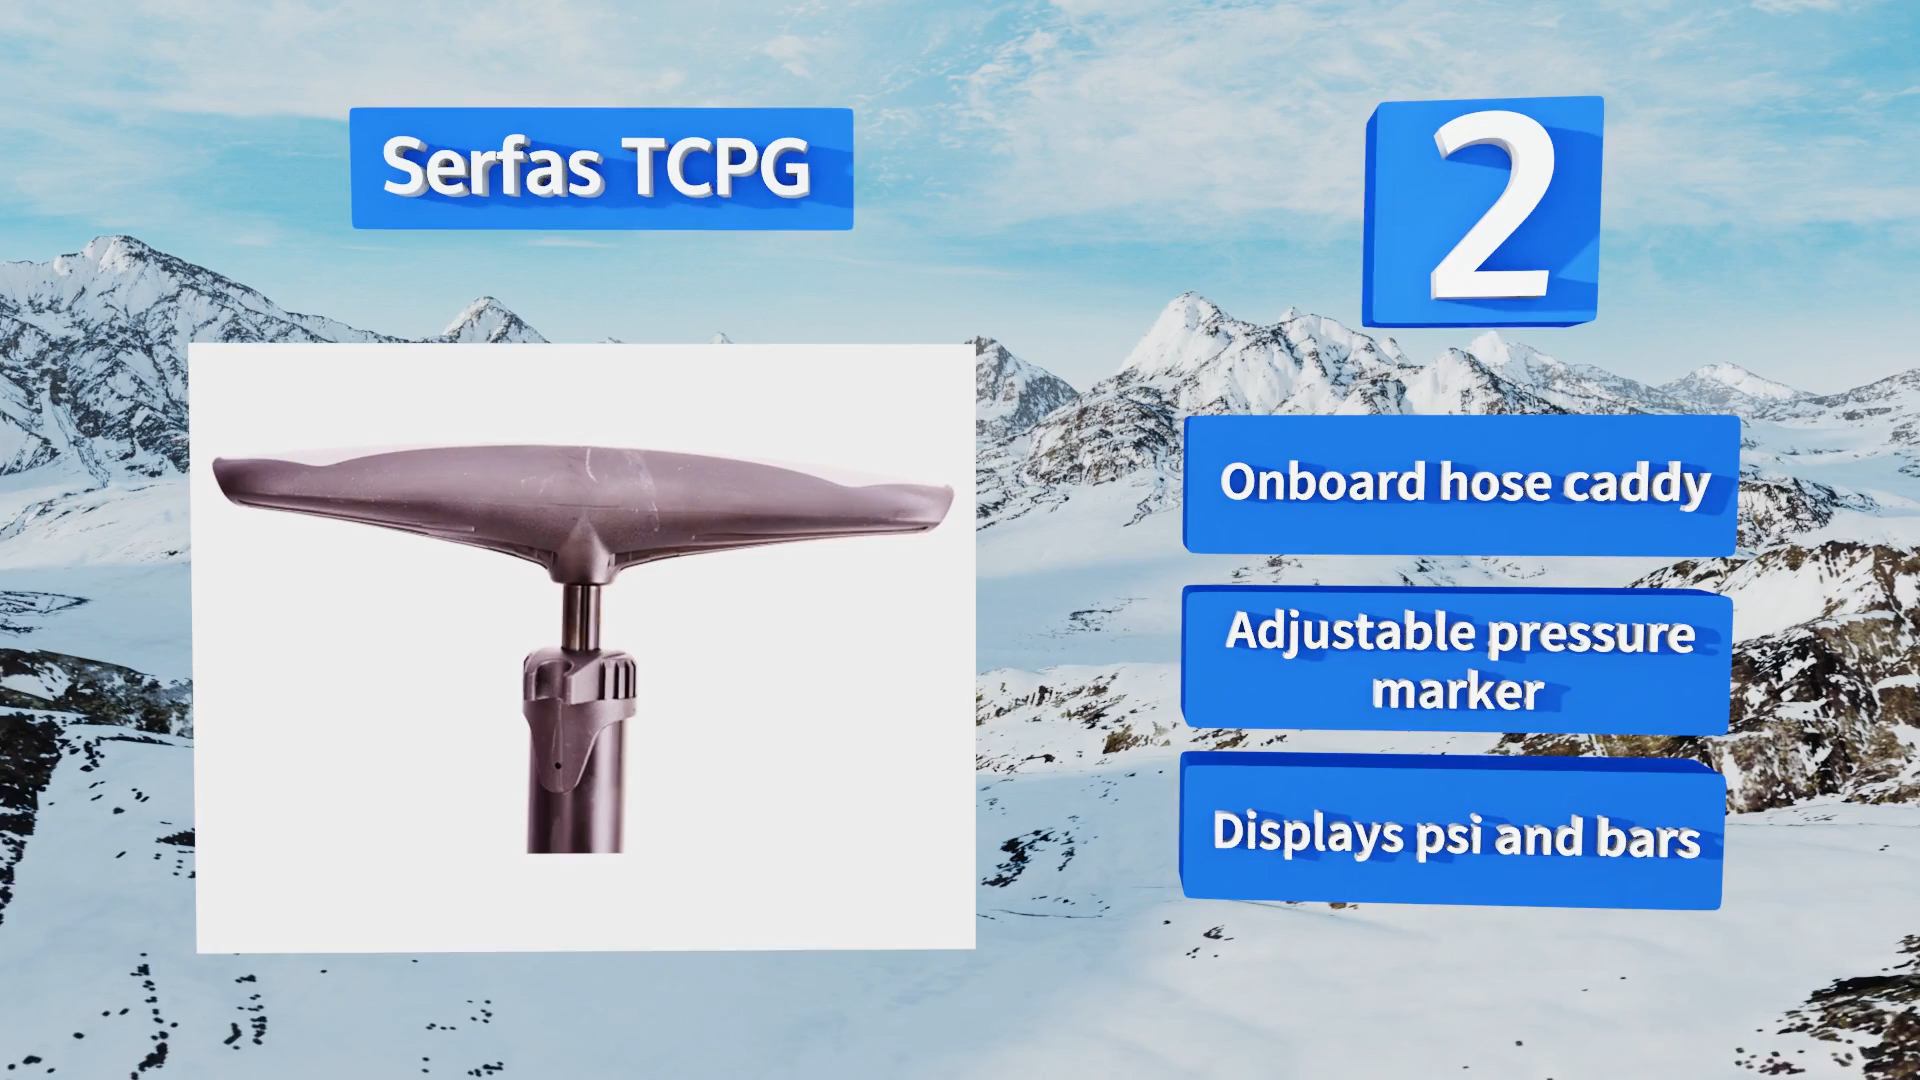 Serfas TCPG
2
Onboard hose caddy
Adjustable pressure
marker
Displays psi and bars